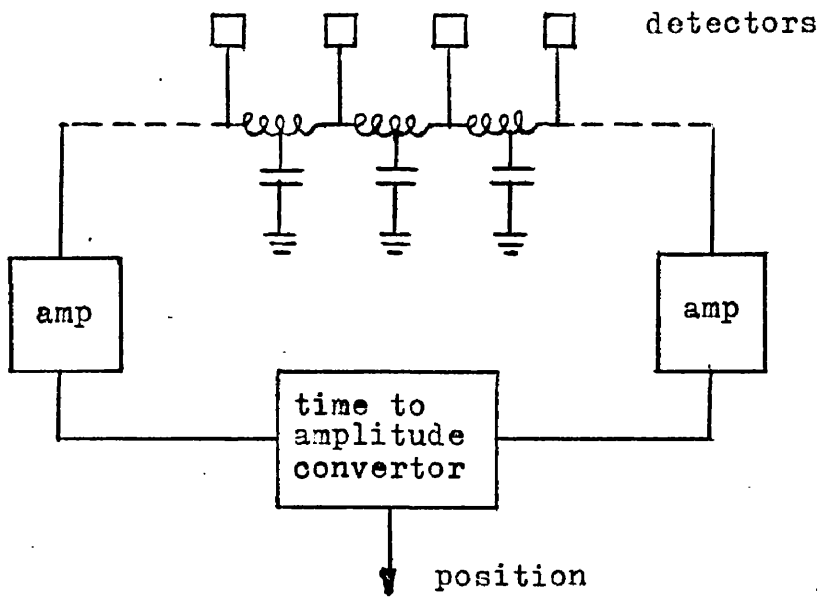 detectors
amp
amp
time to
amplitude
convertor
position